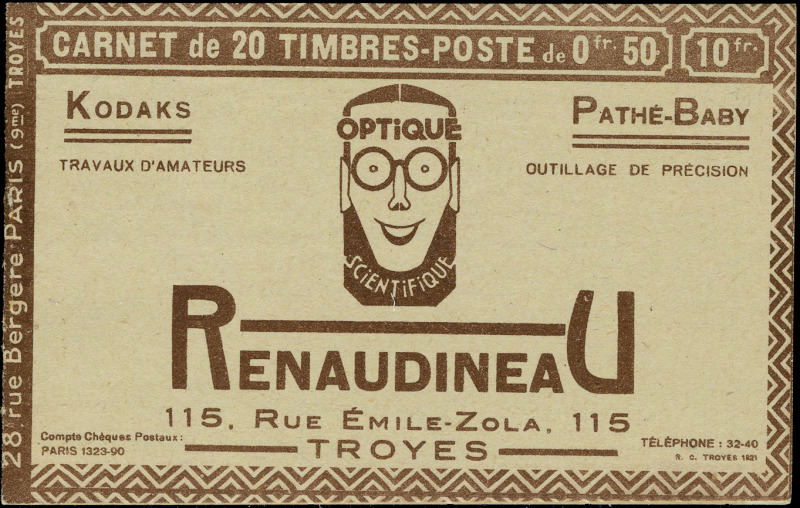 CARNET de 20 TIMBRES-POSTE de 0fr. 50
10fr.
28 rue Bergère PARIS (9me) TROYES
KODAKS
TRAVAUX D'AMATEURS
OPTiQUE
SCiENTiFiQUE
PATHÉ-BABY
OUTILLAGE DE PRÉCISION
RENAUDINEAU
115, RUE ÉMILE-ZOLA, 115
TROYES
Compte Chèques Postaux:
PARIS 1323-90
TÉLÉPHONE : 32-40
R. C. TROYES 1821